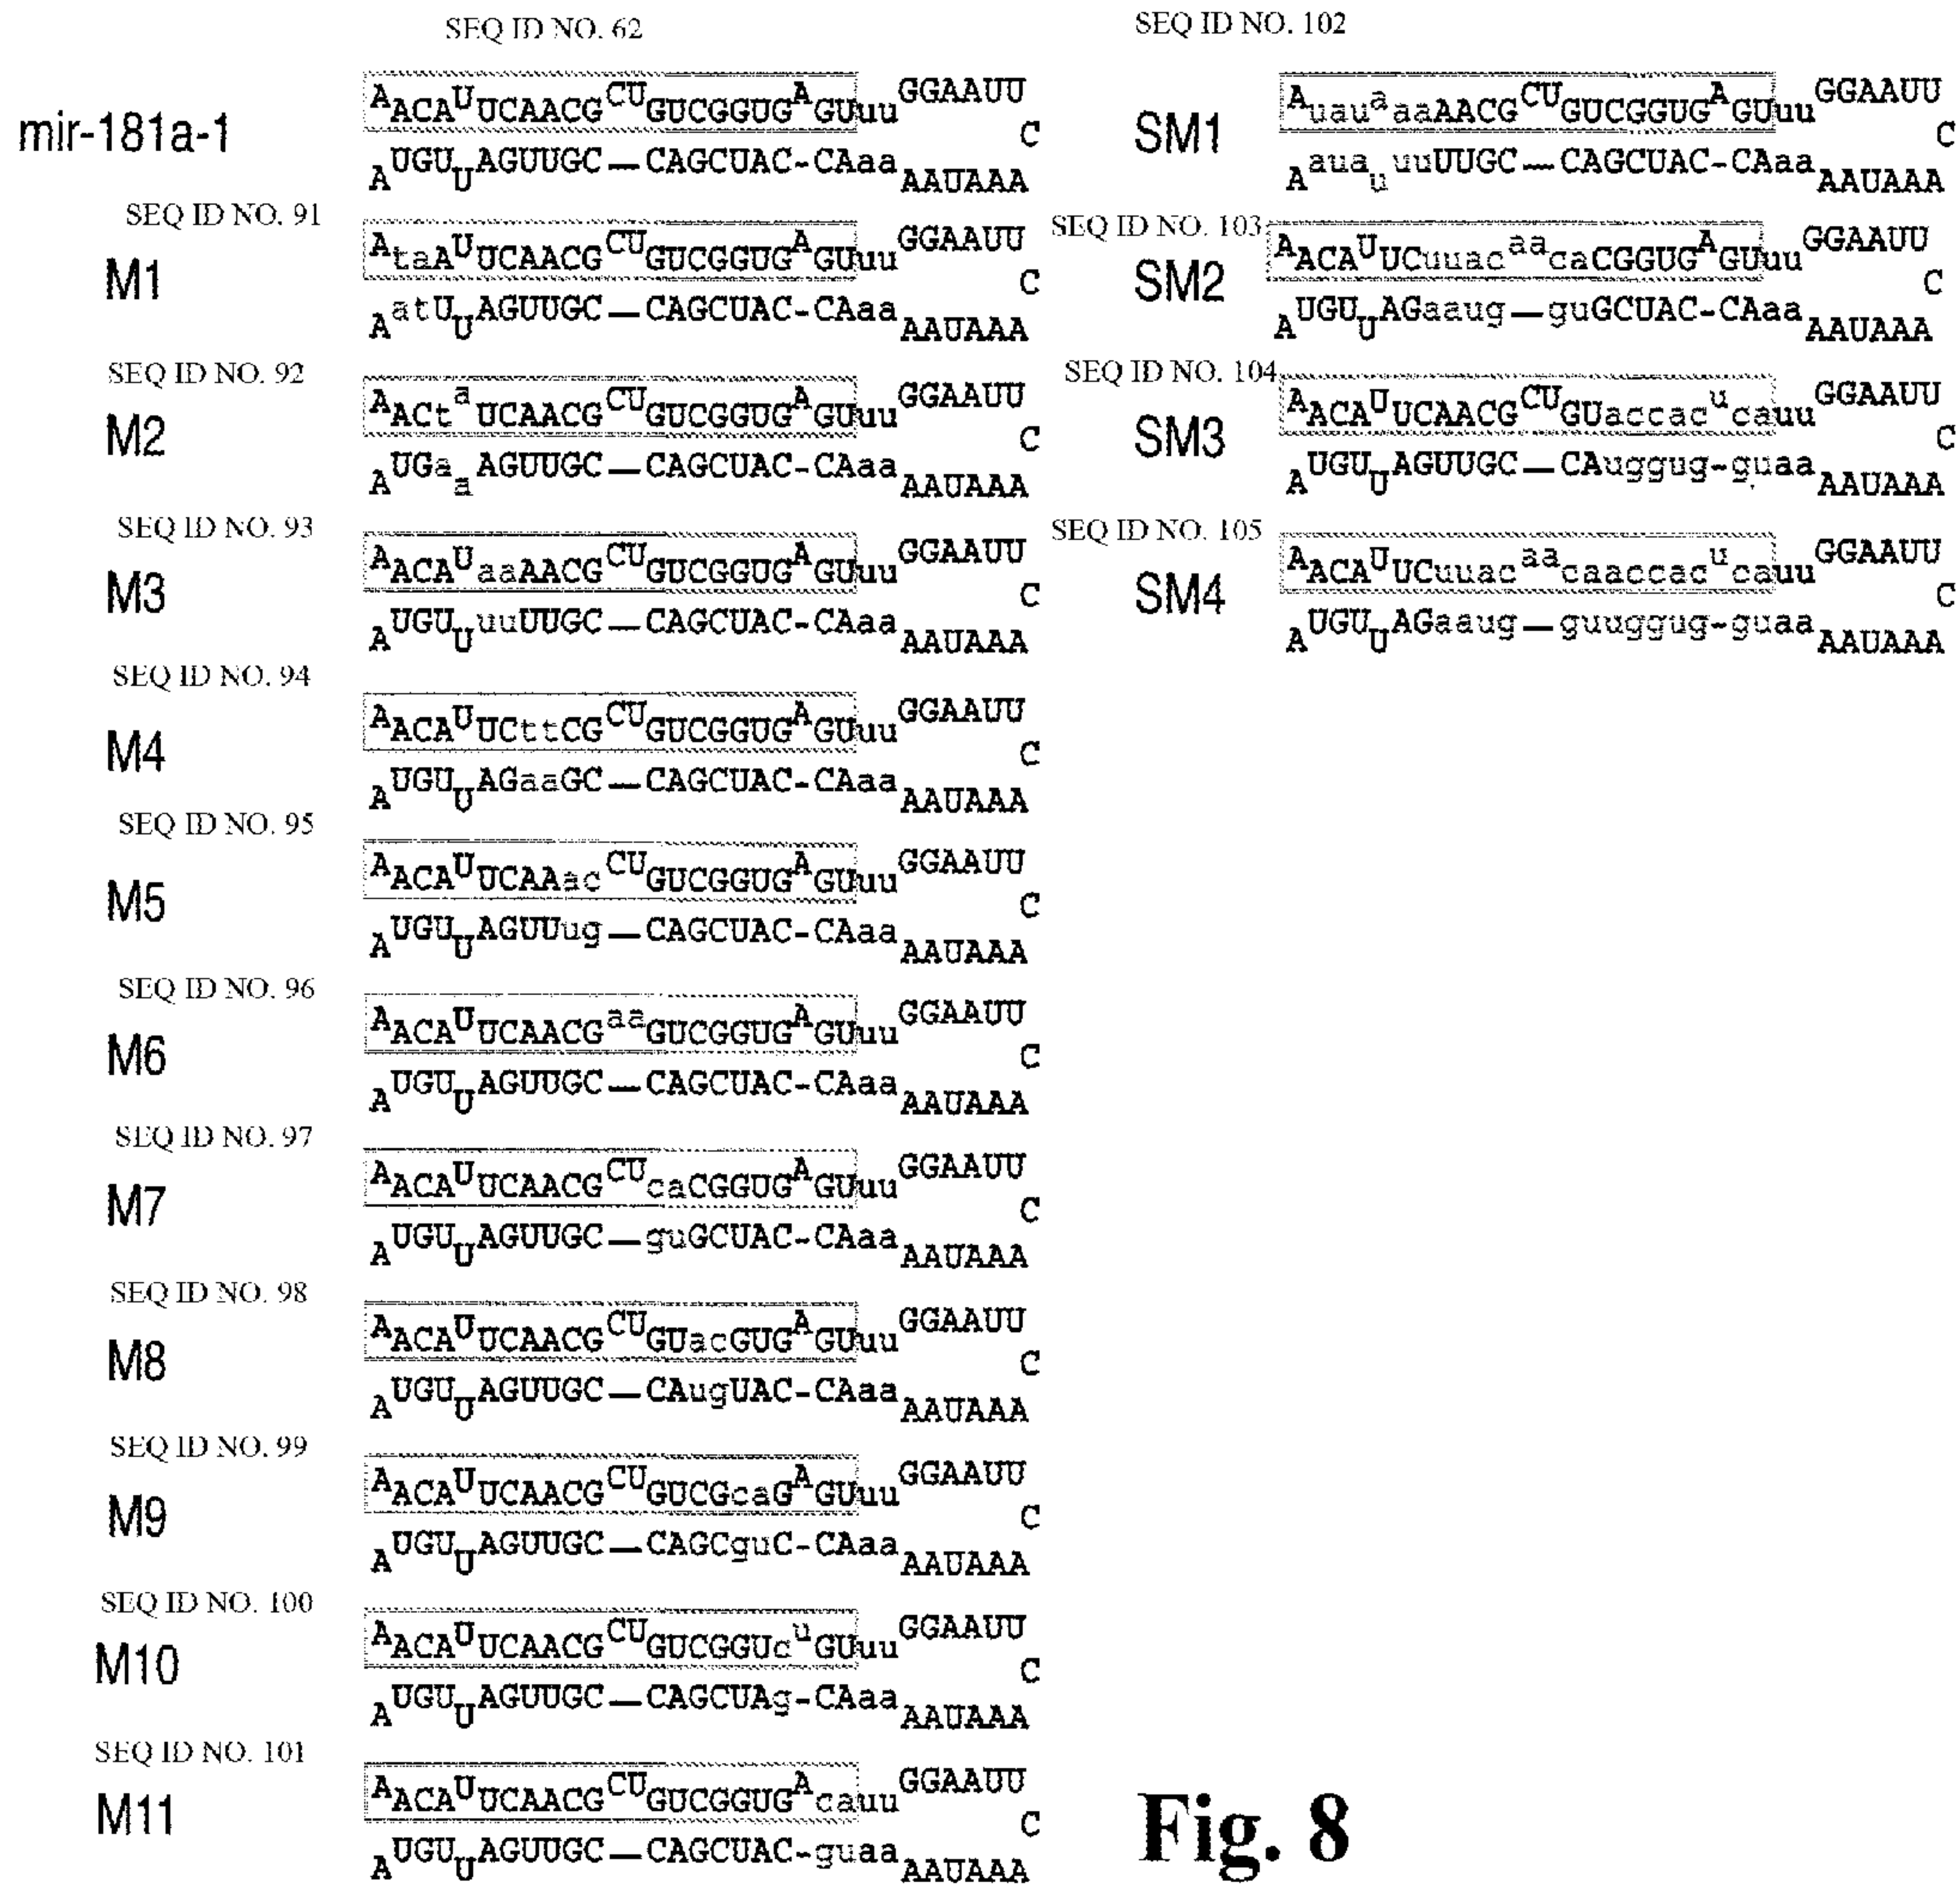 SEQ ID NO. 62
mir-181a-1
AACAUUCAACGCUGUCGGUGAGUuuGGAAUU
C
AUGUUAGUUGC—CAGCUAC-CAaaAAUAAA
SEQ ID NO. 91
M1
AtaAUUCAACGCUGUCGGUGAGUuuGGAAUU
C
AatUUAGUUGC—CAGCUAC-CAaaAAUAAA
SEQ ID NO. 92
M2
AACtaUCAACGCUGUCGGUGAGUuuGGAAUU
C
AUGaaAGUUGC—CAGCUAC-CAaaAAUAAA
SEQ ID NO. 93
M3
AACAUaaAACGCUGUCGGUGAGUuuGGAAUU
C
AUGUUuuUUGC—CAGCUAC-CAaaAAUAAA
SEQ ID NO. 94
M4
AACAUUCttCGCUGUCGGUGAGUuuGGAAUU
C
AUGUUAGaaGC—CAGCUAC-CAaaAAUAAA
SEQ ID NO. 95
M5
AACAUUCAAacCUGUCGGUGAGUuuGGAAUU
C
AUGUUAGUUug—CAGCUAC-CAaaAAUAAA
SEQ ID NO. 96
M6
AACAUUCAACGaaGUCGGUGAGUuuGGAAUU
C
AUGUUAGUUGC—CAGCUAC-CAaaAAUAAA
SEQ ID NO. 97
M7
AACAUUCAACGCUcaCGGUGAGUuuGGAAUU
C
AUGUUAGUUGC—guGCUAC-CAaaAAUAAA
SEQ ID NO. 98
M8
AACAUUCAACGCUGUacGUGAGUuuGGAAUU
C
AUGUUAGUUGC—CAugUAC-CAaaAAUAAA
SEQ ID NO. 99
M9
AACAUUCAACGCUGUCGcaGAGUuuGGAAUU
C
AUGUUAGUUGC—CAGCguC-CAaaAAUAAA
SEQ ID NO. 100
M10
AACAUUCAACGCUGUCGGUcuGUuuGGAAUU
C
AUGUUAGUUGC—CAGCUAg-CAaaAAUAAA
SEQ ID NO. 101
M11
AACAUUCAACGCUGUCGGUGAcauuGGAAUU
C
AUGUUAGUUGC—CAGCUAC-guaaAAUAAA
SEQ ID NO. 102
SM1
AuauaaaAACGCUGUCGGUGAGUuuGGAAUU
C
AauauuuUUGC—CAGCUAC-CAaaAAUAAA
SEQ ID NO. 103
SM2
AACAUUCuuacaacaCGGUGAGUuuGGAAUU
C
AUGUUAGaaug—guGCUAC-CAaaAAUAAA
SEQ ID NO. 104
SM3
AACAUUCAACGCUGUaccacucauuGGAAUU
C
AUGUUAGUUGC—CAuggug-guaaAAUAAA
SEQ ID NO. 105
SM4
AACAUUCuuacaacaaccacucauuGGAAUU
C
AUGUUAGaaug—guuggug-guaaAAUAAA
Fig. 8